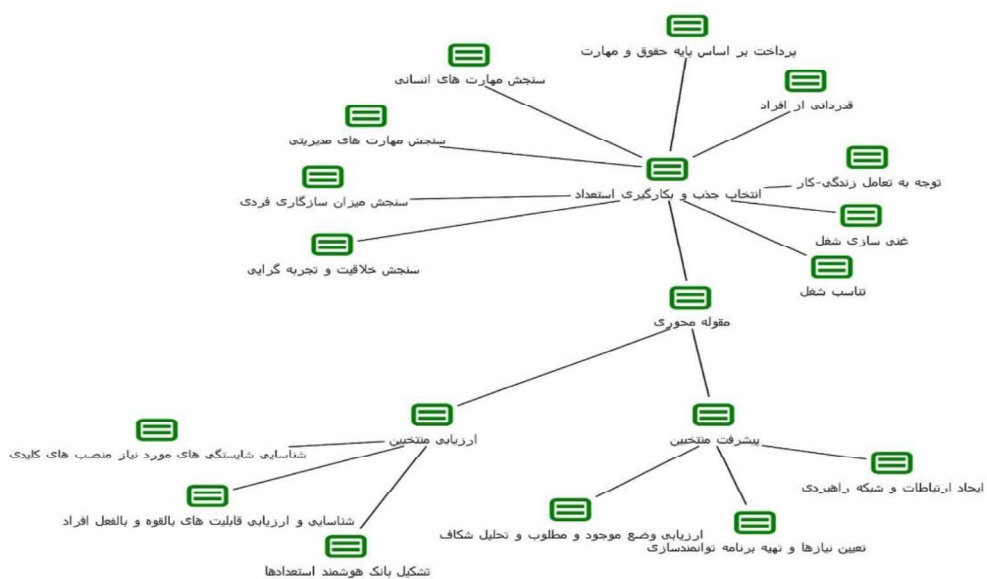 پرداخت بر اساس پایه حقوق و مهارت
سنجش مهارت های انسانی
قدردانی از افراد
سنجش مهارت های مدیریتی
توجه به تعامل زندگی-کار
انتخاب جذب و بکارگیری استعداد
سنجش میزان سازگاری فردی
غنی سازی شغل
سنجش خلاقیت و تجربه گرایی
تناسب شغل
مقوله محوری
ارزیابی منتخبین
پیشرفت منتخبین
شناسایی شایستگی های مورد نیاز منصب های کلیدی
ایجاد ارتباطات و شبکه راهبردی
شناسایی و ارزیابی قابلیت های بالقوه و بالفعل افراد
ارزیابی وضع موجود و مطلوب و تحلیل شکاف
تعیین نیازها و تهیه برنامه توانمندسازی
تشکیل بانک هوشمند استعدادها